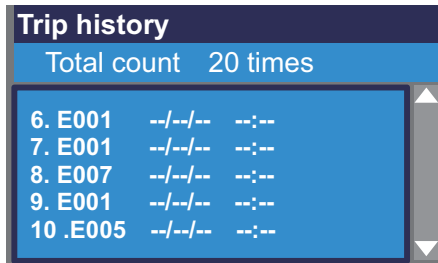 Trip history
Total count 20 times
6. E001 --/--/-- --:--
7. E001 --/--/-- --:--
8. E007 --/--/-- --:--
9. E001 --/--/-- --:--
10 .E005 --/--/-- --:--